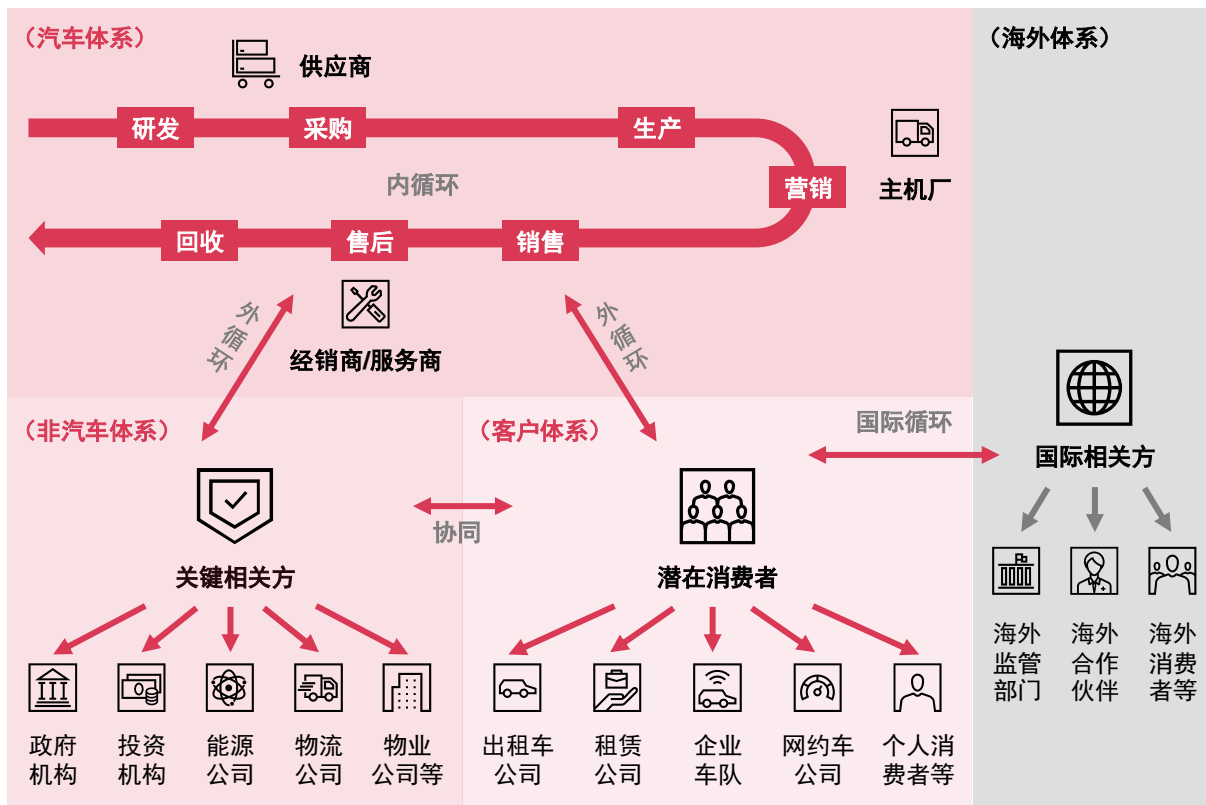 （汽车体系）
供应商
研发
采购
生产
主机厂
内循环
营销
回收
售后
销售
外循环
外循环
经销商/服务商
（非汽车体系）
协同
关键相关方
政府
机构
投资
机构
能源
公司
物流
公司
物业
公司等
（客户体系）
国际循环
潜在消费者
出租车
公司
租赁
公司
企业
车队
网约车
公司
个人消
费者等
（海外体系）
国际相关方
海外
监管
部门
海外
合作
伙伴
海外
消费
者等